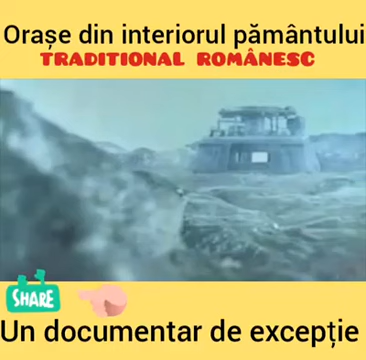 Orașe din interiorul pământului
TRADITIONAL ROMÂNESC
SHARE
Un documentar de excepție